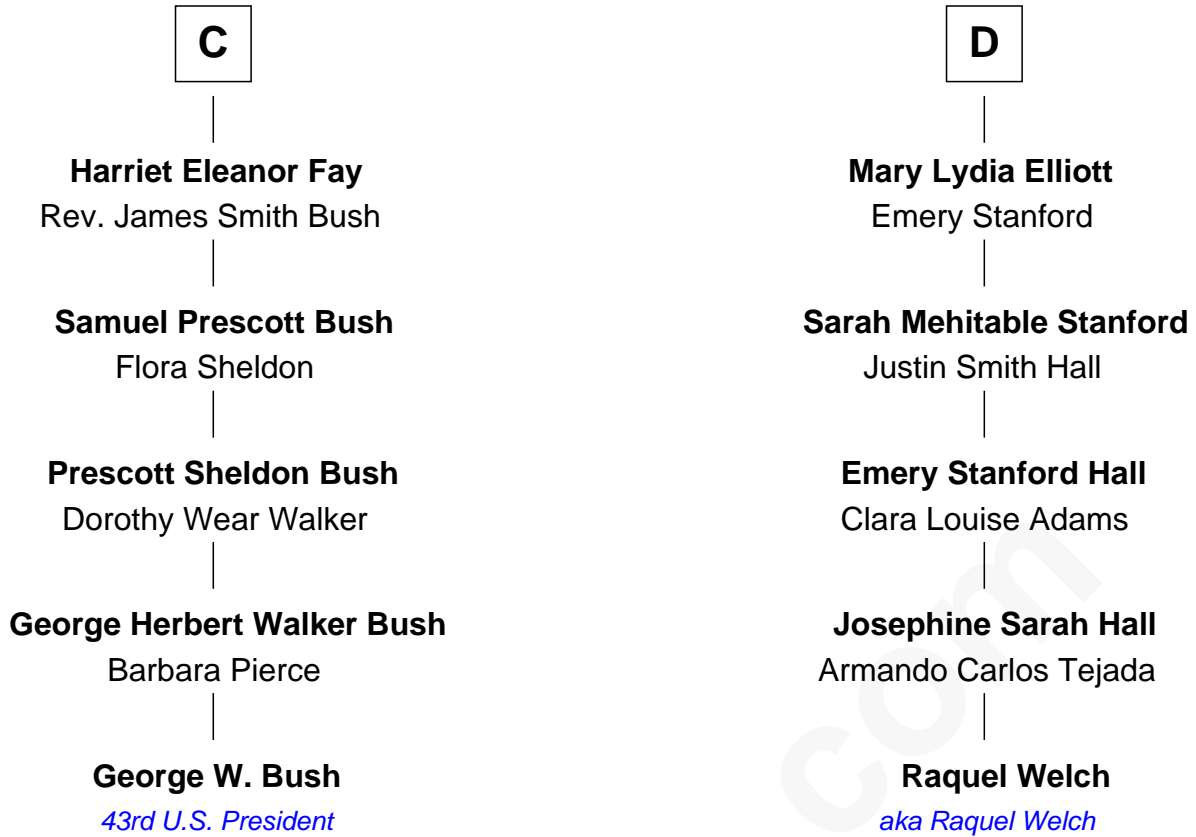 C
Harriet Eleanor Fay
Rev. James Smith Bush
Samuel Prescott Bush
Flora Sheldon
Prescott Sheldon Bush
Dorothy Wear Walker
George Herbert Walker Bush
Barbara Pierce
George W. Bush
43rd U.S. President
D
Mary Lydia Elliott
Emery Stanford
Sarah Mehitable Stanford
Justin Smith Hall
Emery Stanford Hall
Clara Louise Adams
Josephine Sarah Hall
Armando Carlos Tejada
Raquel Welch
aka Raquel Welch
com